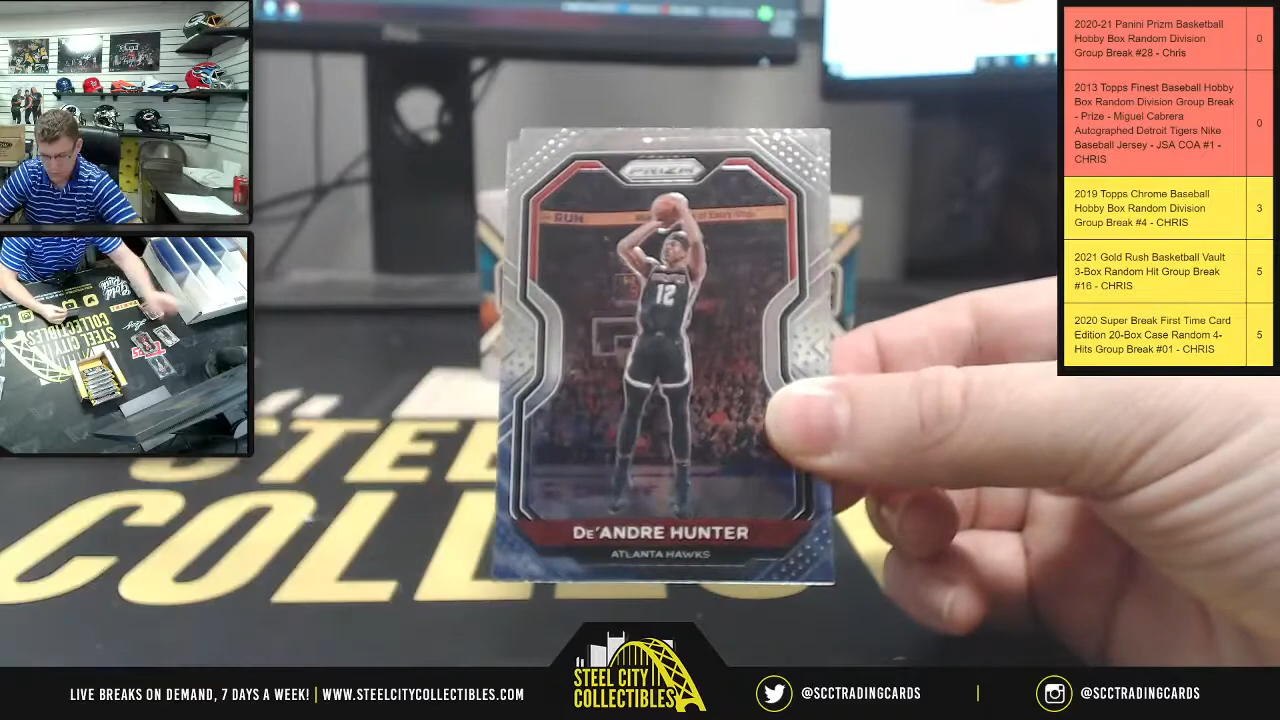 2020-21 Panini Prizm Basketball
Hobby Box Random Division
Group Break #28 - Chris
0
2013 Topps Finest Baseball Hobby
Box Random Division Group Break
- Prize - Miguel Cabrera
Autographed Detroit Tigers Nike
Baseball Jersey - JSA COA #1 -
CHRIS
0
2019 Topps Chrome Baseball
Hobby Box Random Division
Group Break #4 - CHRIS
3
2021 Gold Rush Basketball Vault
3-Box Random Hit Group Break
#16 - CHRIS
5
2020 Super Break First Time Card
Edition 20-Box Case Random 4-
Hits Group Break #01 - CHRIS
5
PRIZM
RUN
12
DE'ANDRE HUNTER
ATLANTA HAWKS
STEEL
COLLEC
STEEL CITY
COLLECTIBLES
STEEL CITY
COLLECTIBLES
LIVE BREAKS ON DEMAND, 7 DAYS A WEEK! | WWW.STEELCITYCOLLECTIBLES.COM
@SCCTRADINGCARDS
@SCCTRADINGCARDS